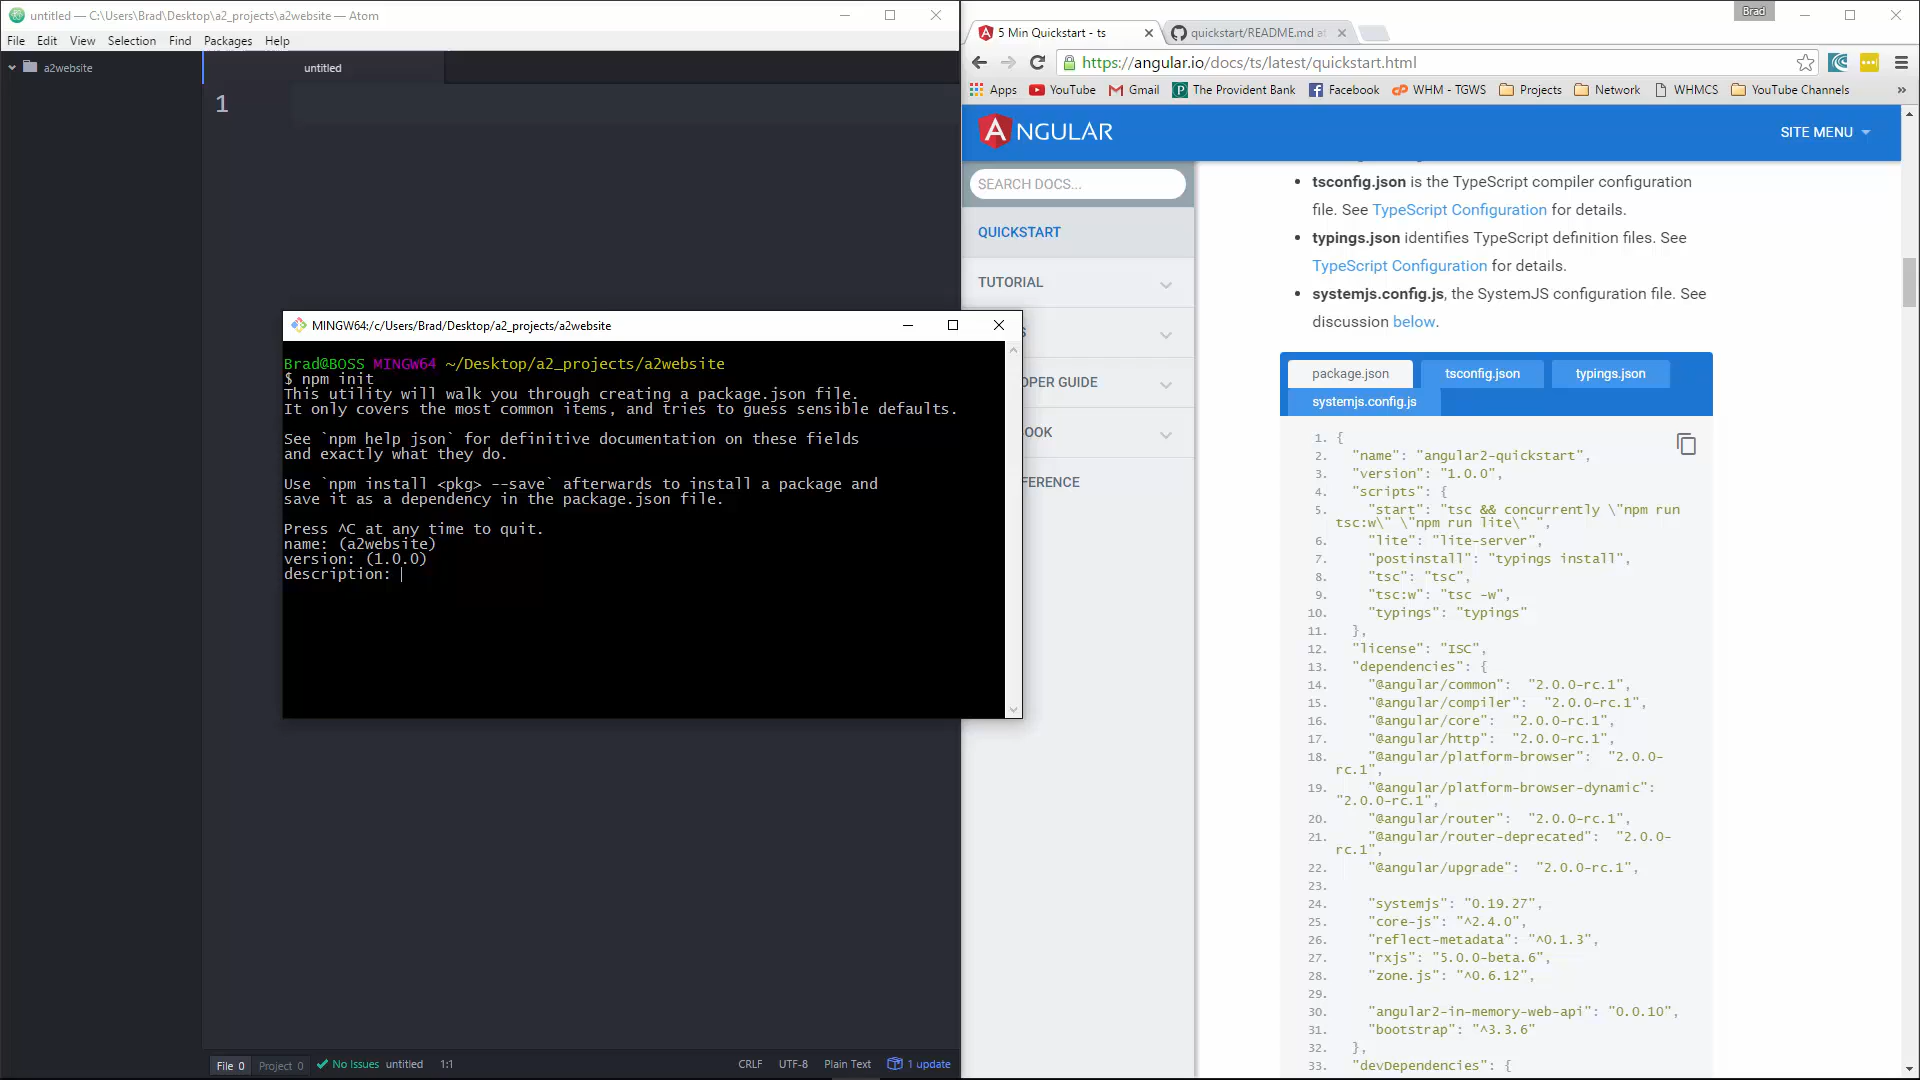 untitled — C:\Users\Brad\Desktop\a2_projects\a2website — Atom
File Edit View Selection Find Packages Help
a2website
untitled
1
File 0 Project 0 No Issues untitled 1:1
CRLF UTF-8 Plain Text 1 update
MINGW64:/c/Users/Brad/Desktop/a2_projects/a2website
Brad@BOSS MINGW64 ~/Desktop/a2_projects/a2website
$ npm init
This utility will walk you through creating a package.json file.
It only covers the most common items, and tries to guess sensible defaults.
See `npm help json` for definitive documentation on these fields
and exactly what they do.
Use `npm install <pkg> --save` afterwards to install a package and
save it as a dependency in the package.json file.
Press ^C at any time to quit.
name: (a2website)
version: (1.0.0)
description:
Brad
5 Min Quickstart - ts
quickstart/README.md at
https://angular.io/docs/ts/latest/quickstart.html
Apps YouTube Gmail The Provident Bank Facebook WHM - TGWS Projects Network WHMCS YouTube Channels »
ANGULAR
SITE MENU
SEARCH DOCS...
QUICKSTART
TUTORIAL
S
OPER GUIDE
OOK
FERENCE
• tsconfig.json is the TypeScript compiler configuration
file. See TypeScript Configuration for details.
• typings.json identifies TypeScript definition files. See
TypeScript Configuration for details.
• systemjs.config.js, the SystemJS configuration file. See
discussion below.
package.json tsconfig.json typings.json
systemjs.config.js
1. {
2. "name": "angular2-quickstart",
3. "version": "1.0.0",
4. "scripts": {
5. "start": "tsc && concurrently \"npm run
tsc:w\" \"npm run lite\" ",
6. "lite": "lite-server",
7. "postinstall": "typings install",
8. "tsc": "tsc",
9. "tsc:w": "tsc -w",
10. "typings": "typings"
11. },
12. "license": "ISC",
13. "dependencies": {
14. "@angular/common": "2.0.0-rc.1",
15. "@angular/compiler": "2.0.0-rc.1",
16. "@angular/core": "2.0.0-rc.1",
17. "@angular/http": "2.0.0-rc.1",
18. "@angular/platform-browser": "2.0.0-
rc.1",
19. "@angular/platform-browser-dynamic":
"2.0.0-rc.1",
20. "@angular/router": "2.0.0-rc.1",
21. "@angular/router-deprecated": "2.0.0-
rc.1",
22. "@angular/upgrade": "2.0.0-rc.1",
23.
24. "systemjs": "0.19.27",
25. "core-js": "^2.4.0",
26. "reflect-metadata": "^0.1.3",
27. "rxjs": "5.0.0-beta.6",
28. "zone.js": "^0.6.12",
29.
30. "angular2-in-memory-web-api": "0.0.10",
31. "bootstrap": "^3.3.6"
32. },
33. "devDependencies": {